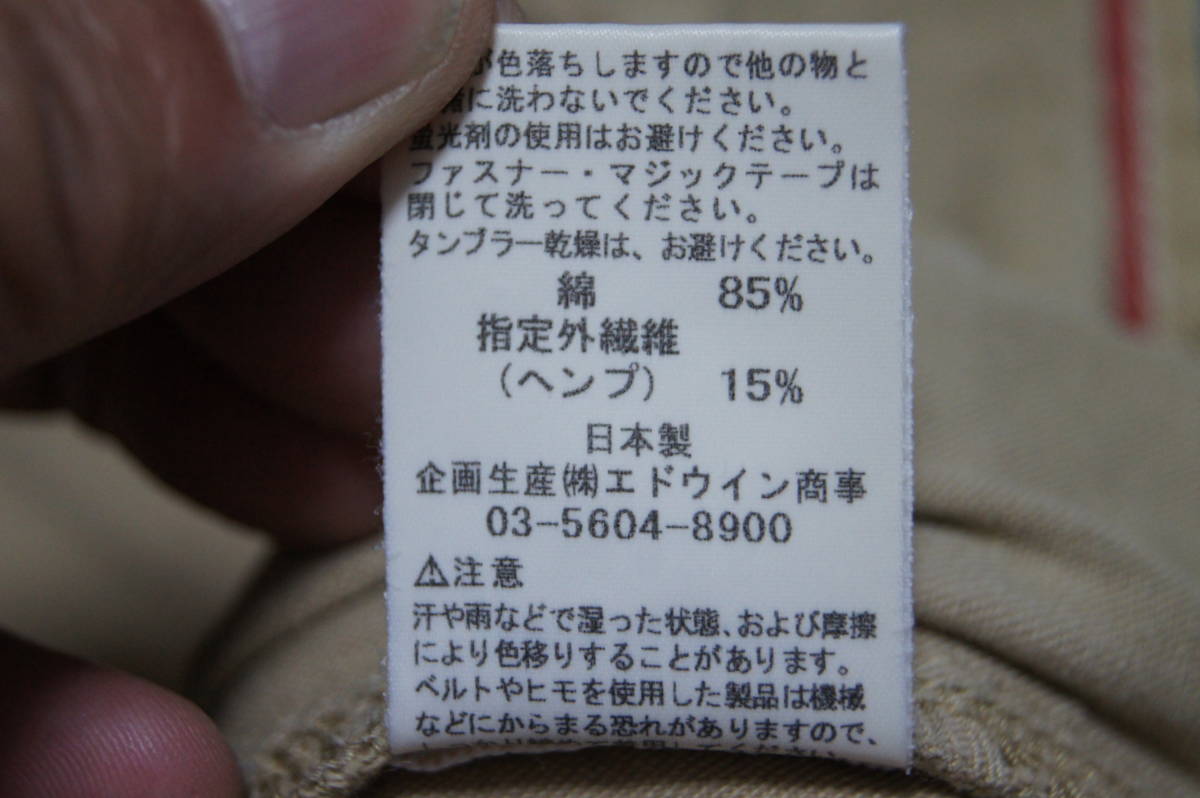 が色落ちしますので他の物と
緒に洗わないでください。
蛍光剤の使用はお避けください。
ファスナー・マジックテープは
閉じて洗ってください。
タンブラー乾燥は、お避けください。
綿 85%
指定外繊維
(ヘンプ) 15%
日本製
企画生産㈱エドウイン商事
03-5604-8900
⚠注意
汗や雨などで湿った状態、および摩擦
により色移りすることがあります。
ベルトやヒモを使用した製品は機械
などにからまる恐れがありますので、